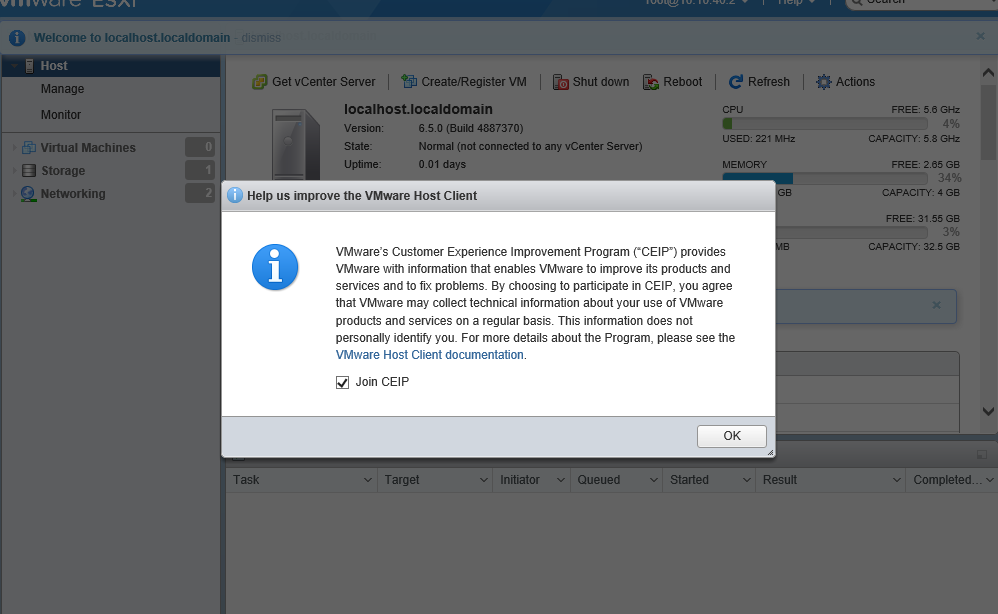 vmware ESXi
root@10.10.40.2 | Help | Search
Welcome to localhost.localdomain - dismiss
Host
Manage
Monitor
Virtual Machines 0
Storage 1
Networking 2
Get vCenter Server | Create/Register VM | Shut down Reboot | Refresh | Actions
localhost.localdomain
Version: 6.5.0 (Build 4887370)
State: Normal (not connected to any vCenter Server)
Uptime: 0.01 days
CPU FREE: 5.6 GHz
4%
USED: 221 MHz CAPACITY: 5.8 GHz
MEMORY FREE: 2.65 GB
34%
GB CAPACITY: 4 GB
FREE: 31.55 GB
3%
MB CAPACITY: 32.5 GB
Help us improve the VMware Host Client
VMware's Customer Experience Improvement Program (“CEIP”) provides
VMware with information that enables VMware to improve its products and
services and to fix problems. By choosing to participate in CEIP, you agree
that VMware may collect technical information about your use of VMware
products and services on a regular basis. This information does not
personally identify you. For more details about the Program, please see the
VMware Host Client documentation.
Join CEIP
OK
Task Target Initiator Queued Started Result Completed...